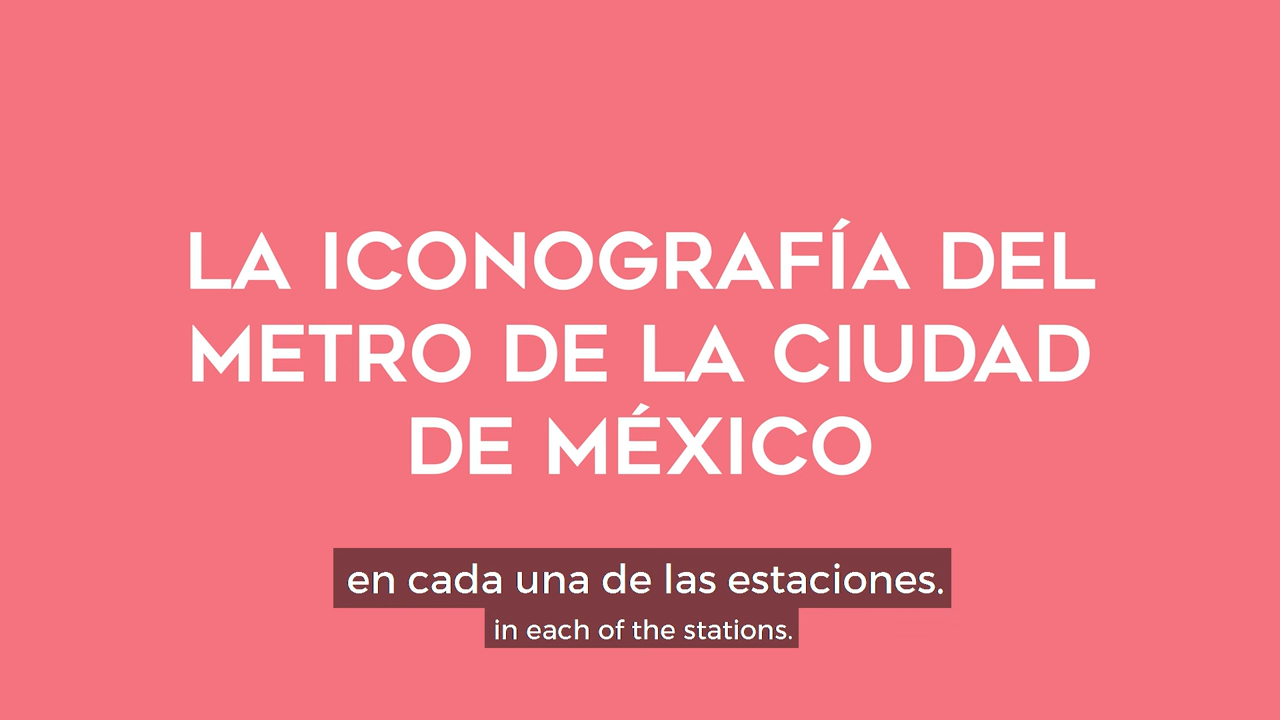 LA ICONOGRAFÍA DEL
METRO DE LA CIUDAD
DE MÉXICO
en cada una de las estaciones.
in each of the stations.